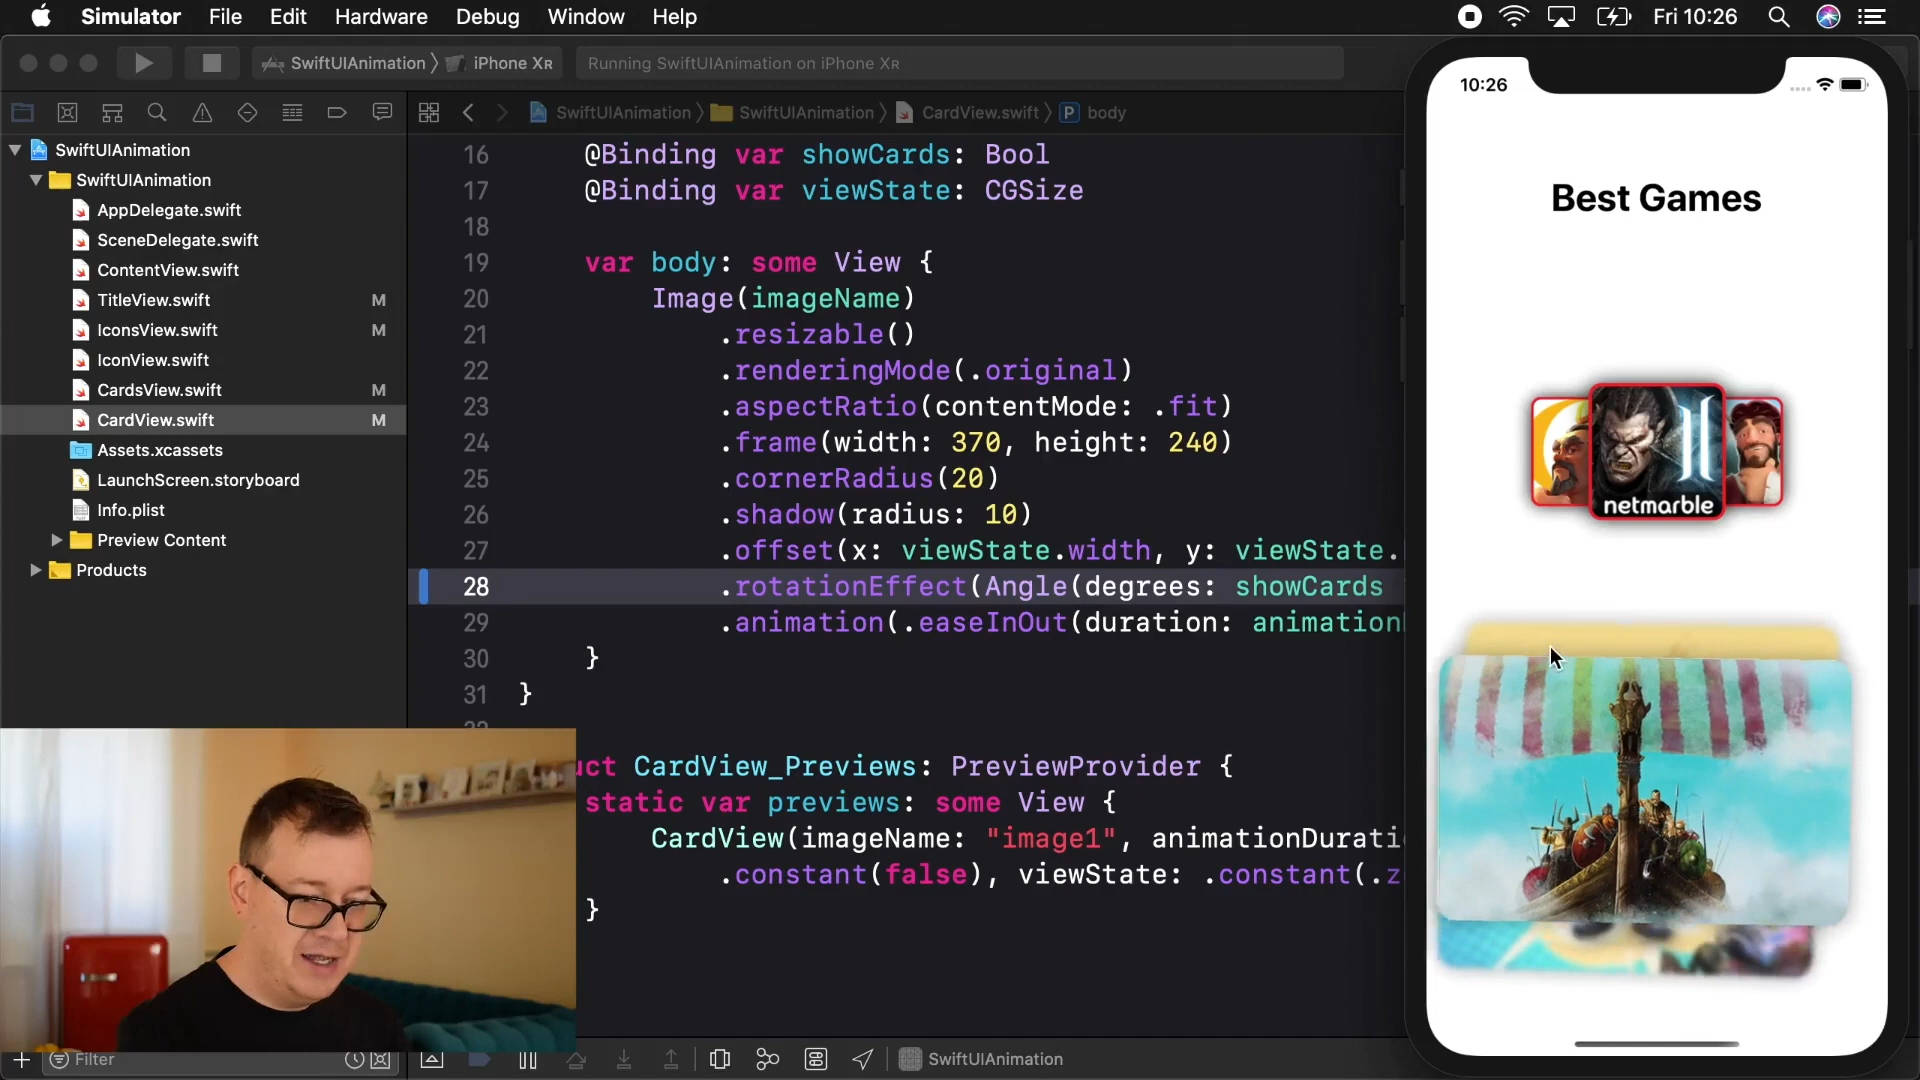 Simulator File Edit Hardware Debug Window Help Fri 10:26
SwiftUIAnimation iPhone XR Running SwiftUIAnimation on iPhone XR
SwiftUIAnimation SwiftUIAnimation CardView.swift P body
SwiftUIAnimation
SwiftUIAnimation
AppDelegate.swift
SceneDelegate.swift
ContentView.swift
TitleView.swift M
IconsView.swift M
IconView.swift
CardsView.swift M
CardView.swift M
Assets.xcassets
LaunchScreen.storyboard
Info.plist
Preview Content
Products
16 @Binding var showCards: Bool
17 @Binding var viewState: CGSize
18
19 var body: some View {
20 Image(imageName)
21 .resizable()
22 .renderingMode(.original)
23 .aspectRatio(contentMode: .fit)
24 .frame(width: 370, height: 240)
25 .cornerRadius(20)
26 .shadow(radius: 10)
27 .offset(x: viewState.width, y: viewState.
28 .rotationEffect(Angle(degrees: showCards
29 .animation(.easeInOut(duration: animation
30 }
31 }
uct CardView_Previews: PreviewProvider {
static var previews: some View {
CardView(imageName: "image1", animationDurati
.constant(false), viewState: .constant(.z
}
Filter
SwiftUIAnimation
10:26
Best Games
netmarble